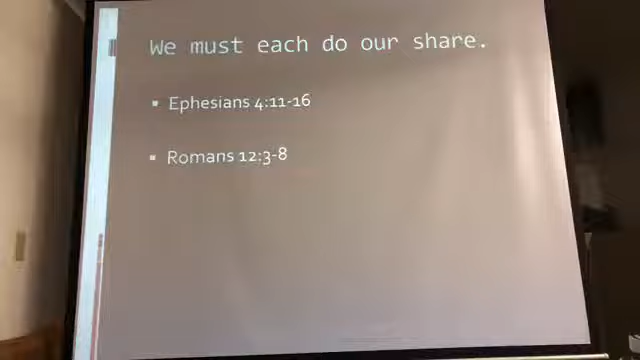 We must each do our share.
▪ Ephesians 4:11-16
▪ Romans 12:3-8